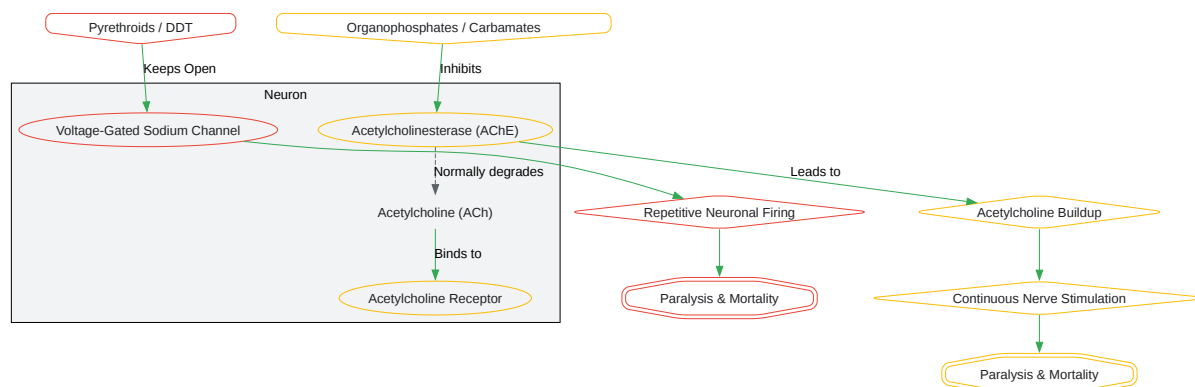 Pyrethroids / DDT
Organophosphates / Carbamates
Keeps Open
Inhibits
Neuron
Voltage-Gated Sodium Channel
Acetylcholinesterase (AChE)
Normally degrades
Leads to
Acetylcholine (ACh)
Repetitive Neuronal Firing
Acetylcholine Buildup
Binds to
Acetylcholine Receptor
Paralysis & Mortality
Continuous Nerve Stimulation
Paralysis & Mortality